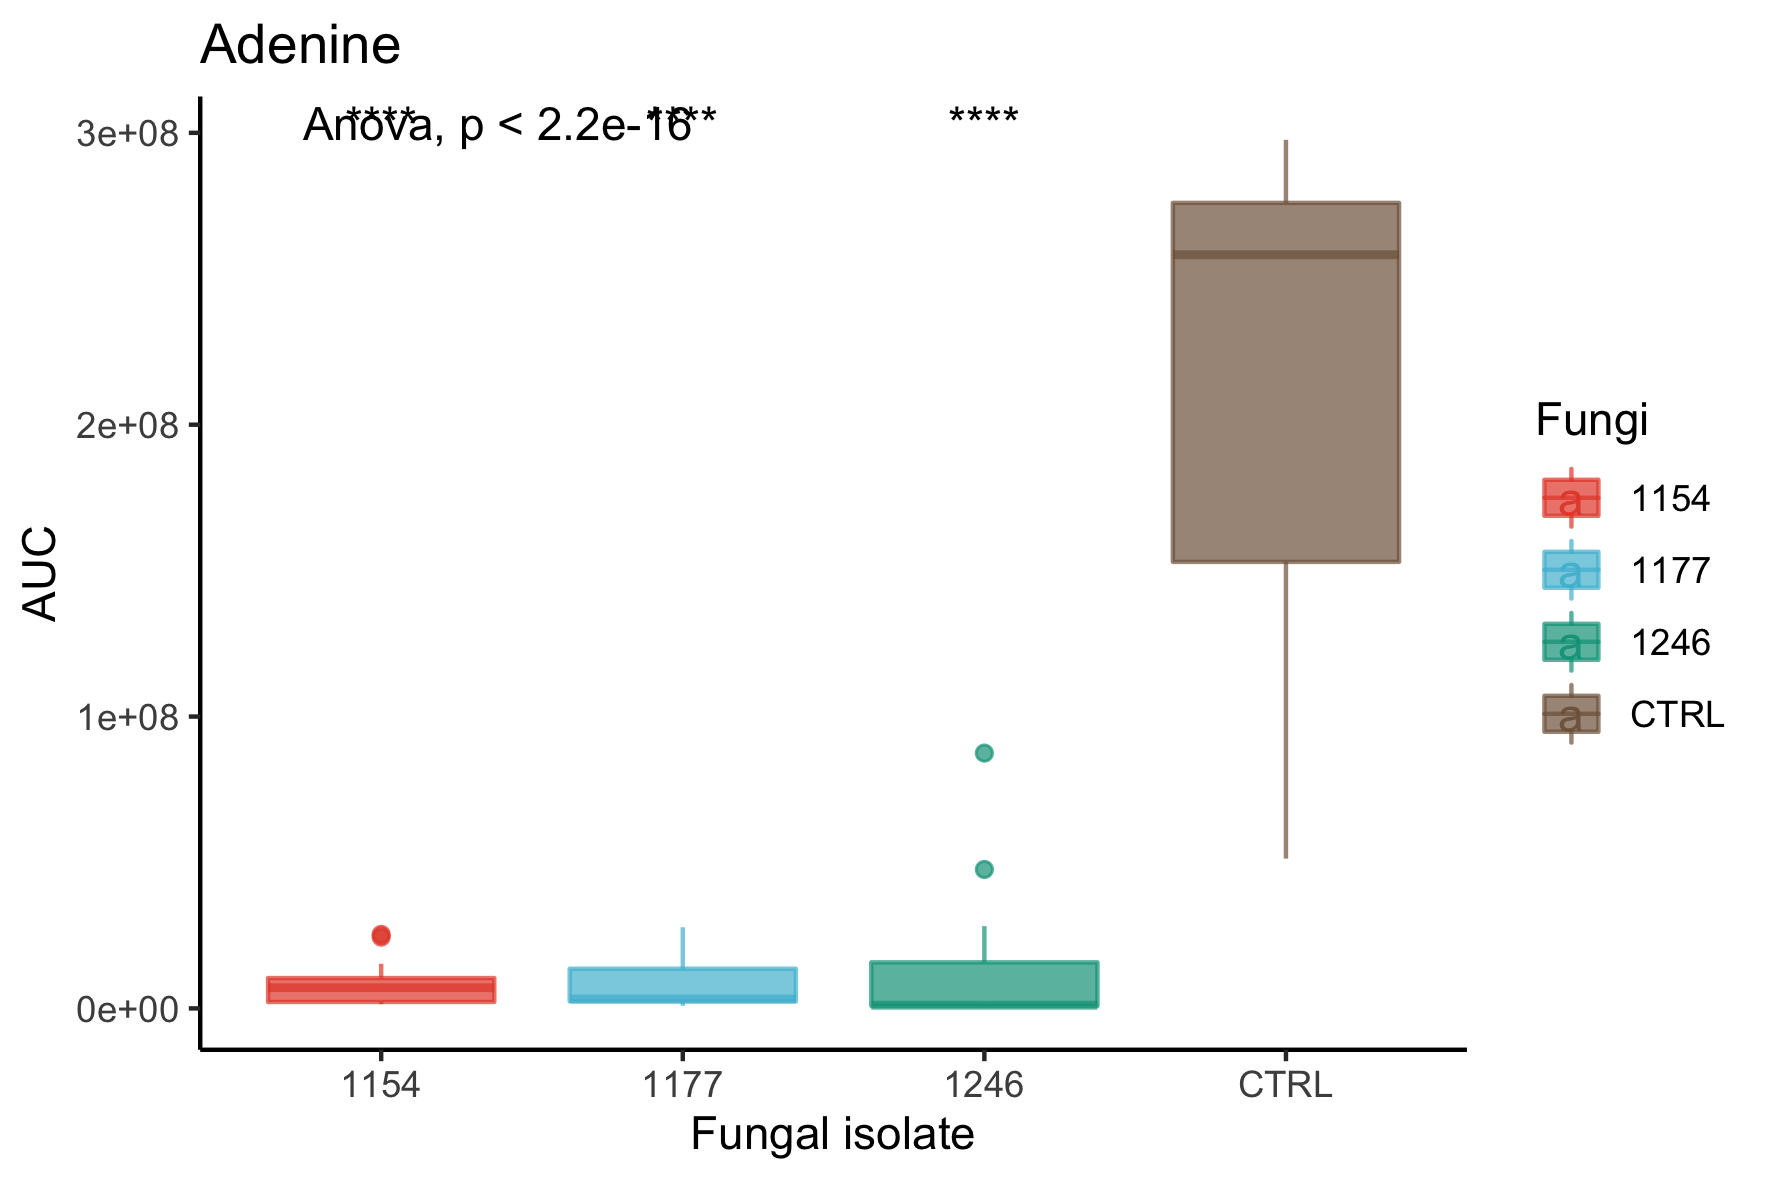 Adenine
**** **** ****
Anova, p < 2.2e-16
3e+08
2e+08
1e+08
0e+00
AUC
1154 1177 1246 CTRL
Fungal isolate
Fungi
a 1154
a 1177
a 1246
a CTRL